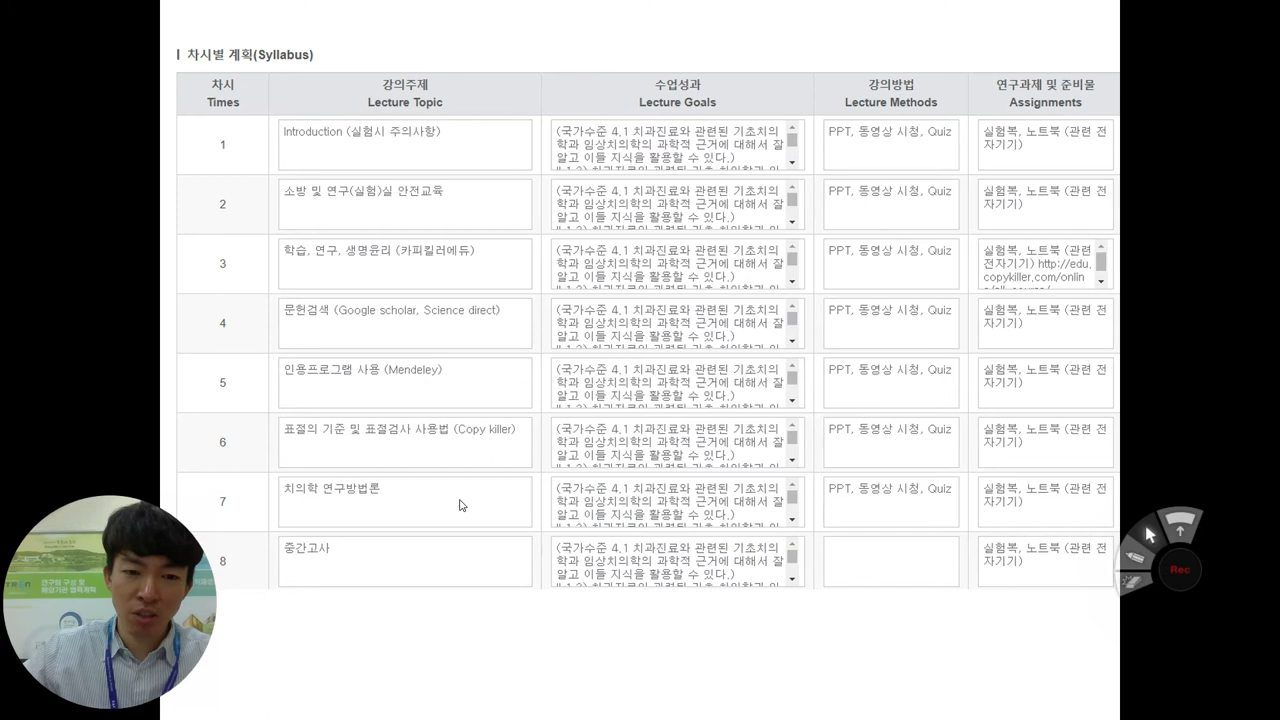 차시별 계획(Syllabus)
차시
Times
강의주제
Lecture Topic
수업성과
Lecture Goals
강의방법
Lecture Methods
연구과제 및 준비물
Assignments
1
Introduction (실험시 주의사항)
(국가수준 4.1 치과진료와 관련된 기초치의
학과 임상치의학의 과학적 근거에 대해서 잘
알고 이들 지식을 활용할 수 있다.)
PPT, 동영상 시청, Quiz
실험복, 노트북 (관련 전
자기기)
2
소방 및 연구(실험)실 안전교육
(국가수준 4.1 치과진료와 관련된 기초치의
학과 임상치의학의 과학적 근거에 대해서 잘
알고 이들 지식을 활용할 수 있다.)
PPT, 동영상 시청, Quiz
실험복, 노트북 (관련 전
자기기)
3
학습, 연구, 생명윤리 (카피킬러에듀)
(국가수준 4.1 치과진료와 관련된 기초치의
학과 임상치의학의 과학적 근거에 대해서 잘
알고 이들 지식을 활용할 수 있다.)
PPT, 동영상 시청, Quiz
실험복, 노트북 (관련
전자기기) http://edu.
copykiller.com/onlin
4
문헌검색 (Google scholar, Science direct)
(국가수준 4.1 치과진료와 관련된 기초치의
학과 임상치의학의 과학적 근거에 대해서 잘
알고 이들 지식을 활용할 수 있다.)
PPT, 동영상 시청, Quiz
실험복, 노트북 (관련 전
자기기)
5
인용프로그램 사용 (Mendeley)
(국가수준 4.1 치과진료와 관련된 기초치의
학과 임상치의학의 과학적 근거에 대해서 잘
알고 이들 지식을 활용할 수 있다.)
PPT, 동영상 시청, Quiz
실험복, 노트북 (관련 전
자기기)
6
표절의 기준 및 표절검사 사용법 (Copy killer)
(국가수준 4.1 치과진료와 관련된 기초치의
학과 임상치의학의 과학적 근거에 대해서 잘
알고 이들 지식을 활용할 수 있다.)
PPT, 동영상 시청, Quiz
실험복, 노트북 (관련 전
자기기)
7
치의학 연구방법론
(국가수준 4.1 치과진료와 관련된 기초치의
학과 임상치의학의 과학적 근거에 대해서 잘
알고 이들 지식을 활용할 수 있다.)
PPT, 동영상 시청, Quiz
실험복, 노트북 (관련 전
자기기)
8
중간고사
(국가수준 4.1 치과진료와 관련된 기초치의
학과 임상치의학의 과학적 근거에 대해서 잘
알고 이들 지식을 활용할 수 있다.)
실험복, 노트북 (관련 전
자기기)
Rec
연구팀 구성 및
해외기관 협력계획